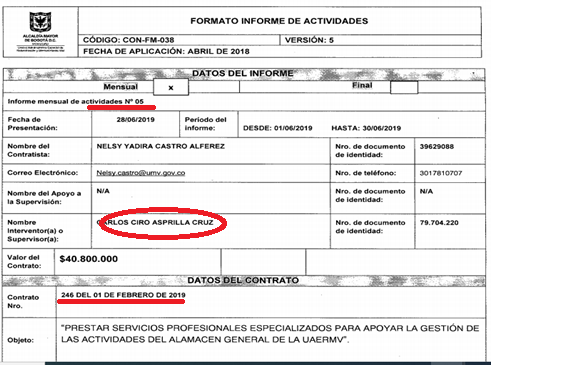 FORMATO INFORME DE ACTIVIDADES
ALCALDÍA MAYOR
DE BOGOTÁ D.C.
CÓDIGO: CON-FM-038 VERSIÓN: 5
FECHA DE APLICACIÓN: ABRIL DE 2018
DATOS DEL INFORME
Mensual x Final
Informe mensual de actividades N° 05
Fecha de Presentación: 28/06/2019 Periodo del informe: DESDE: 01/06/2019 HASTA: 30/06/2019
Nombre del Contratista: NELSY YADIRA CASTRO ALFEREZ Nro. de documento de identidad: 39629088
Correo Electrónico: Nelsy.castro@umv.gov.co Nro. de teléfono: 3017810707
Nombre del Apoyo a la Supervisión: N/A Nro. de documento de identidad: N/A
Nombre Interventor(a) o Supervisor(a): CARLOS CIRO ASPRILLA CRUZ Nro. de documento de identidad: 79.704.220
Valor del Contrato: $40.800.000
DATOS DEL CONTRATO
Contrato Nro. 246 DEL 01 DE FEBRERO DE 2019
Objeto: "PRESTAR SERVICIOS PROFESIONALES ESPECIALIZADOS PARA APOYAR LA GESTIÓN DE
LAS ACTIVIDADES DEL ALAMACEN GENERAL DE LA UAERMV".